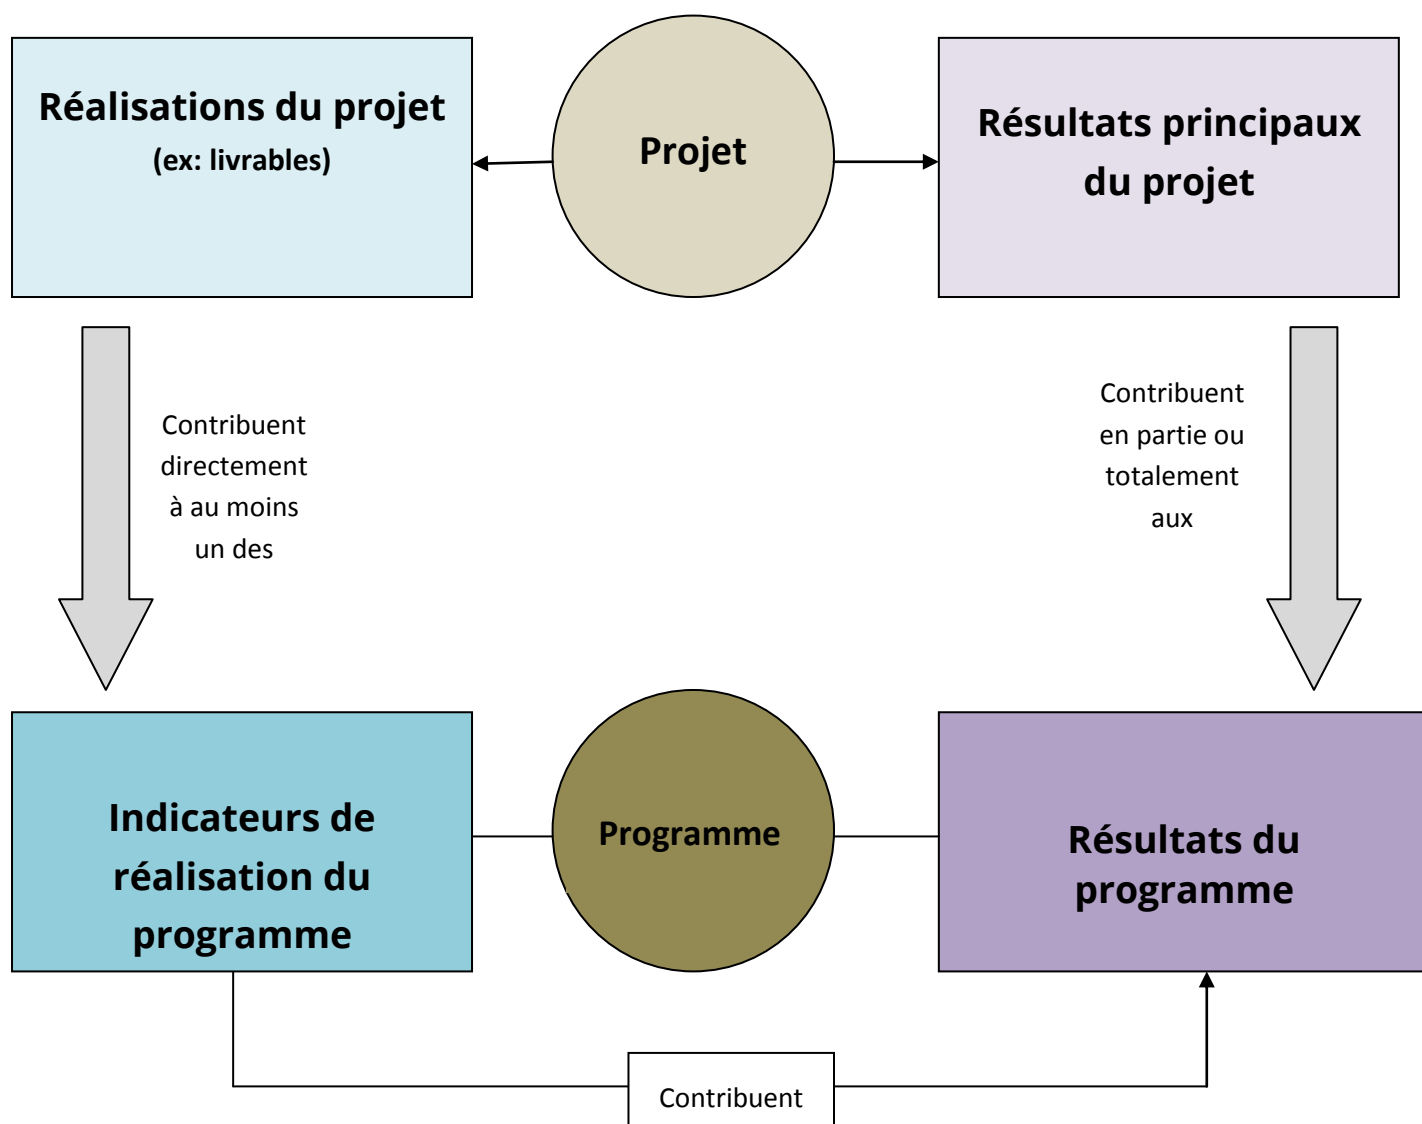 Réalisations du projet
(ex: livrables)
Projet
Résultats principaux
du projet
Contribuent
directement
à au moins
un des
Contribuent
en partie ou
totalement
aux
Indicateurs de
réalisation du
programme
Programme
Résultats du
programme
Contribuent